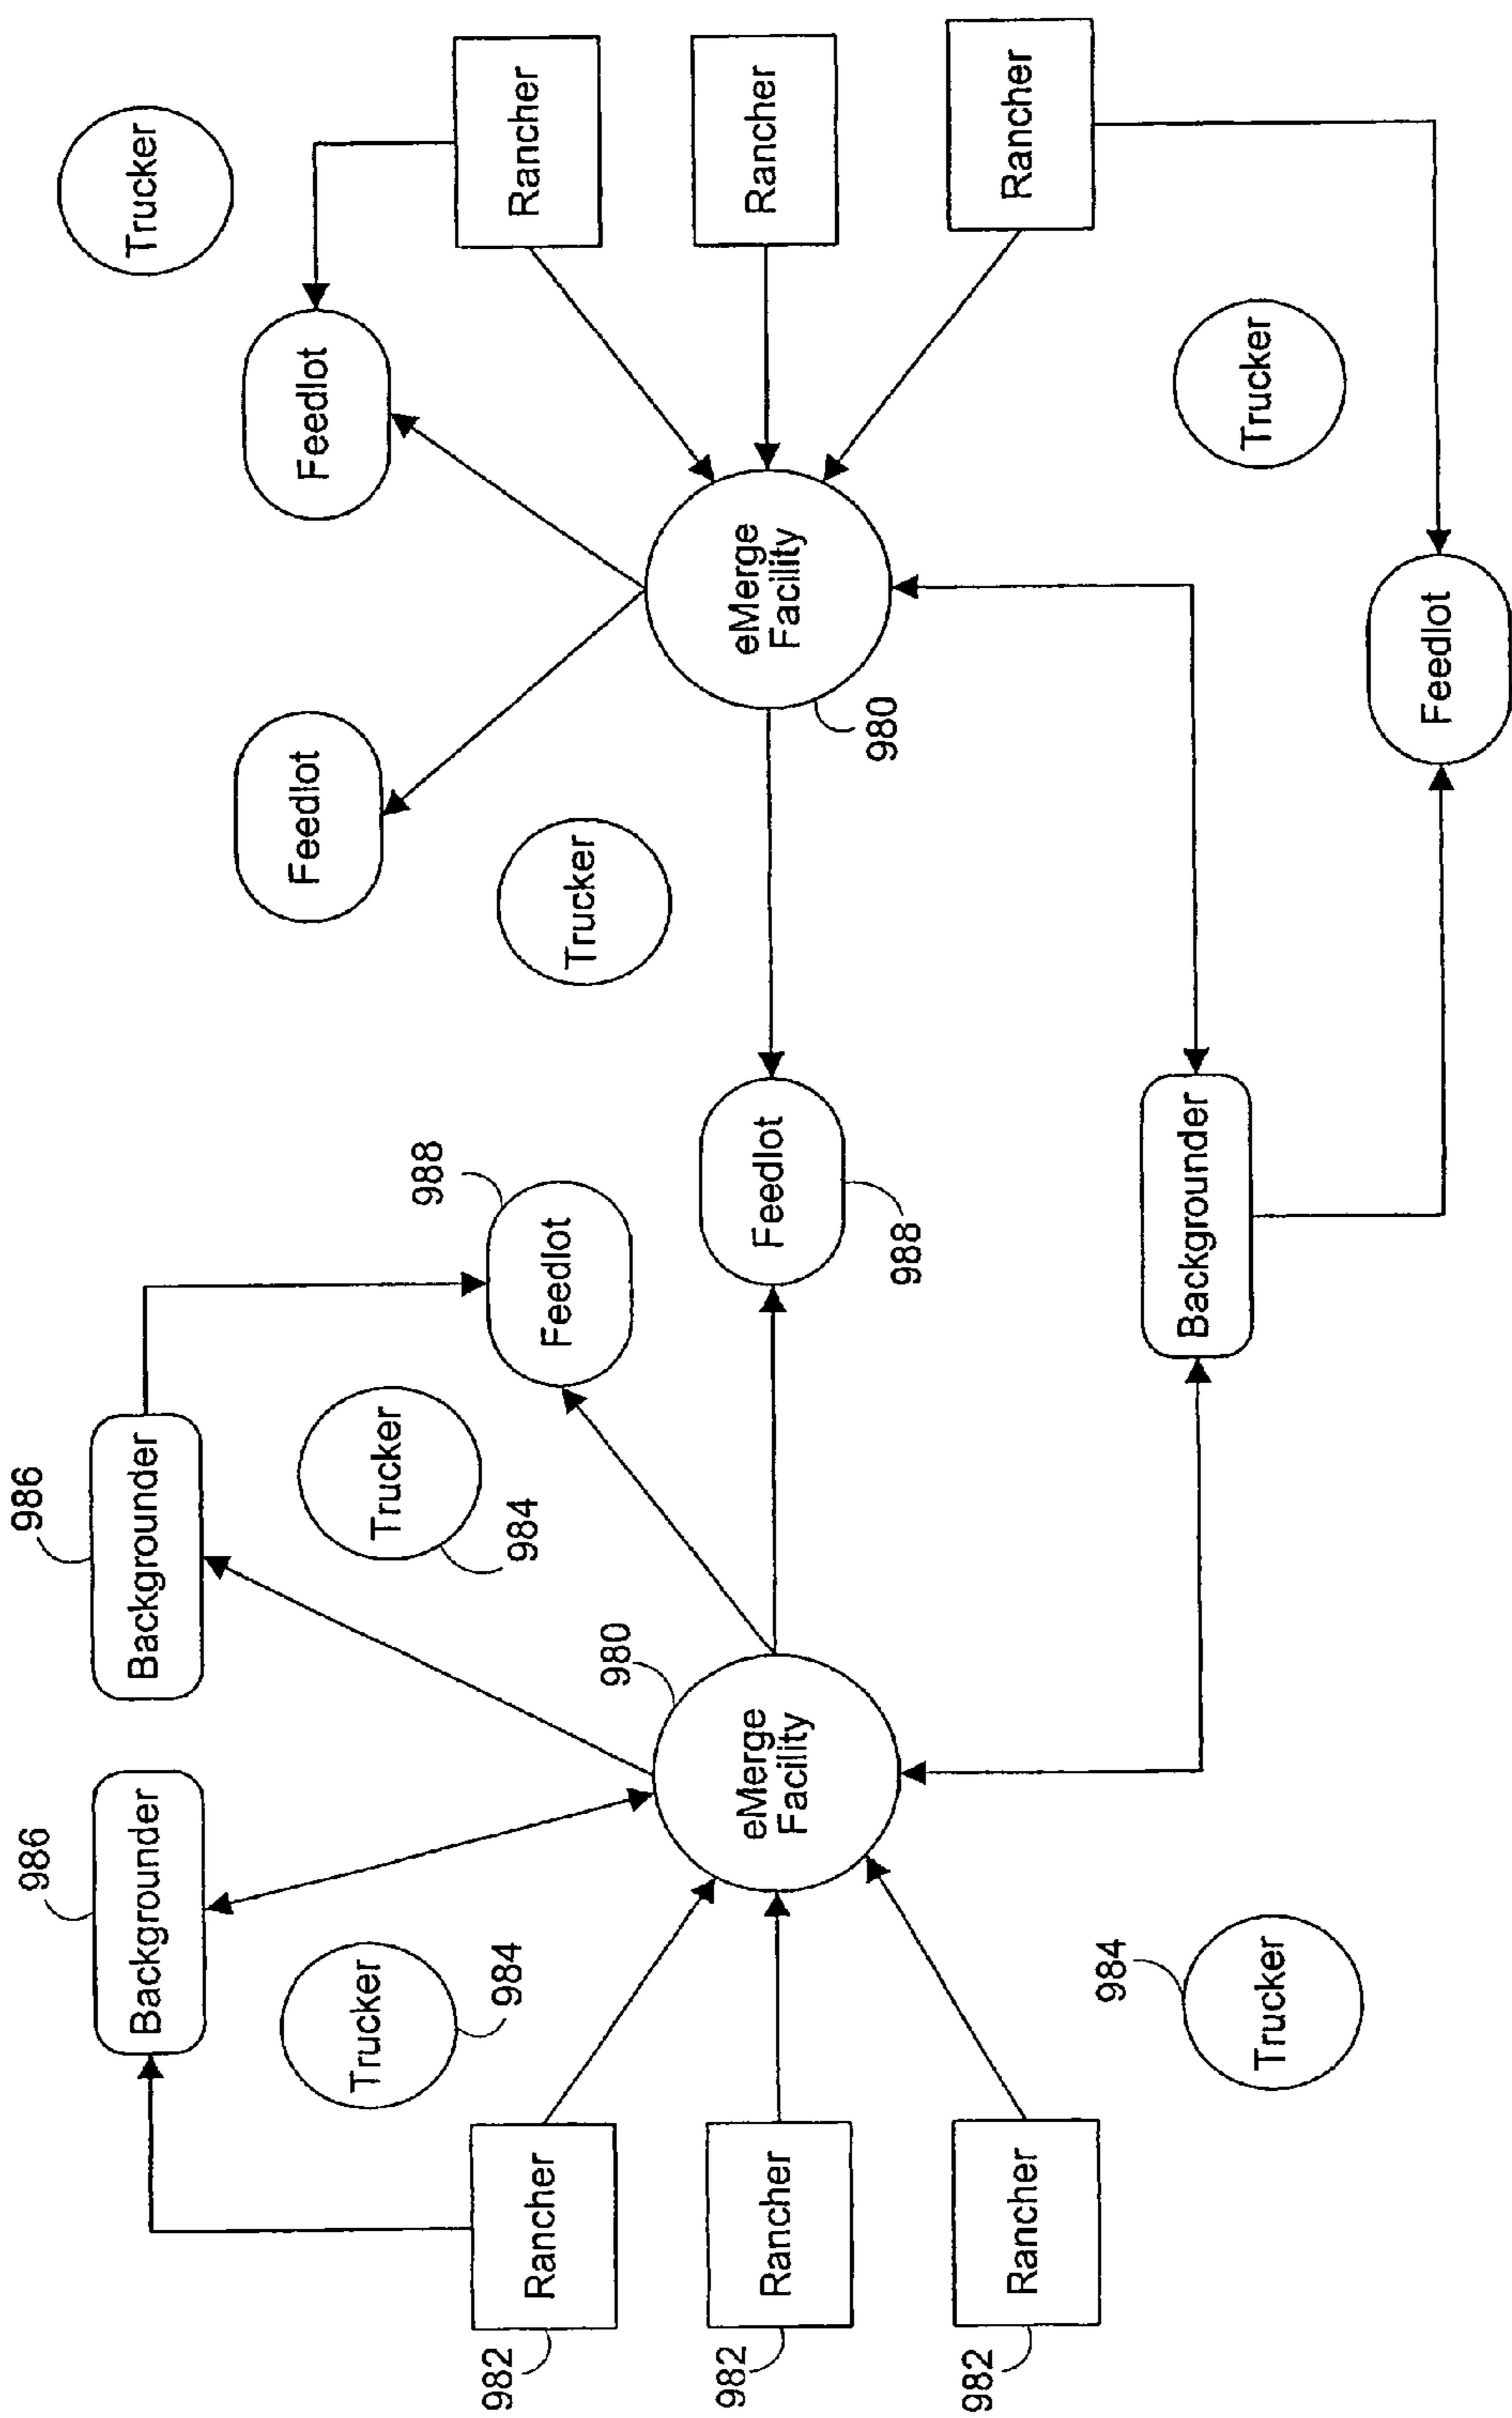 986
986
Backgrounder
Backgrounder
Trucker
Feedlot
Feedlot
Trucker
984
Trucker
984
988
Feedlot
982
Rancher
Rancher
Trucker
980
982
Rancher
eMerge
Facility
Feedlot
988
eMerge
Facility
980
Rancher
982
Rancher
Rancher
984
Trucker
Backgrounder
Trucker
Feedlot